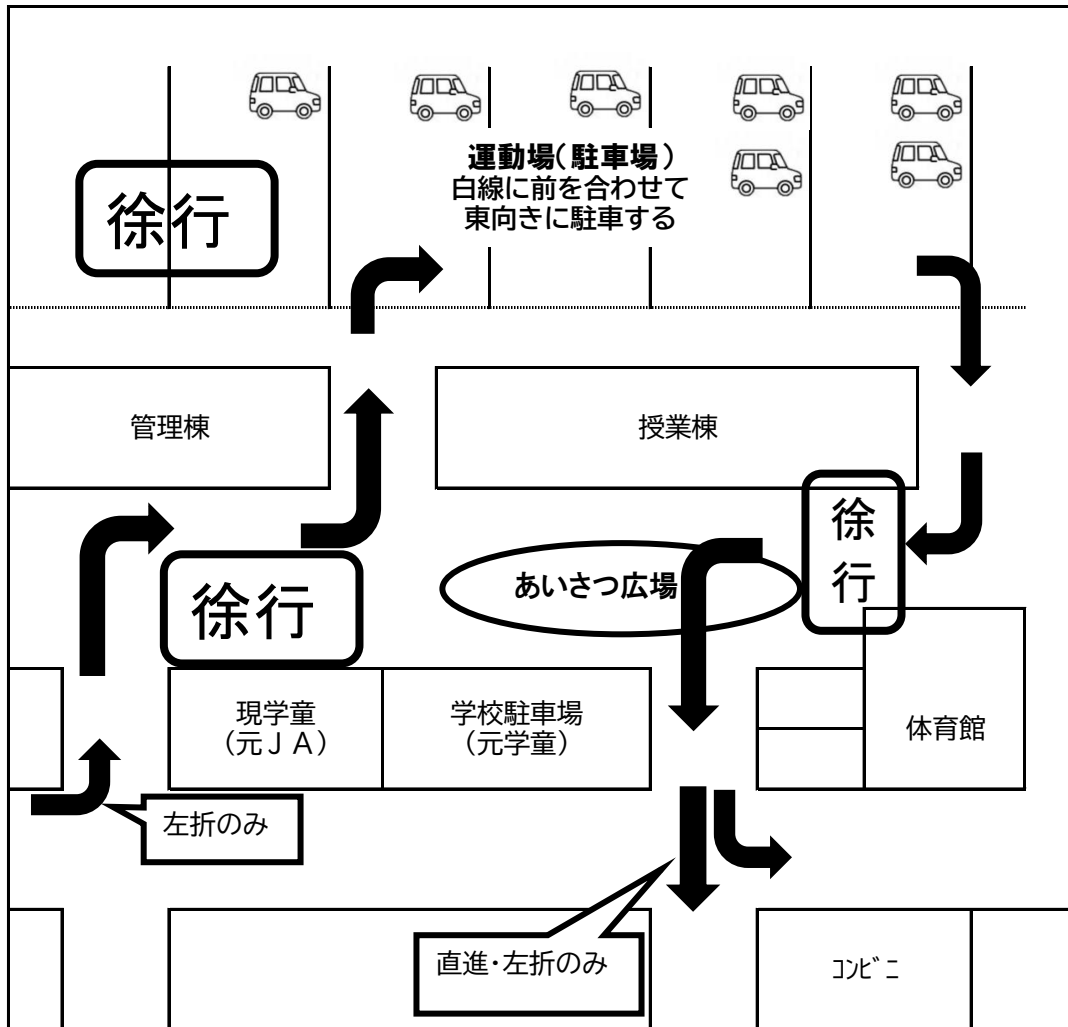 運動場(駐車場)
白線に前を合わせて
東向きに駐車する
徐行
管理棟
授業棟
徐
行
あいさつ広場
徐行
現学童
(元JA)
学校駐車場
(元学童)
体育館
左折のみ
直進・左折のみ
コンビニ